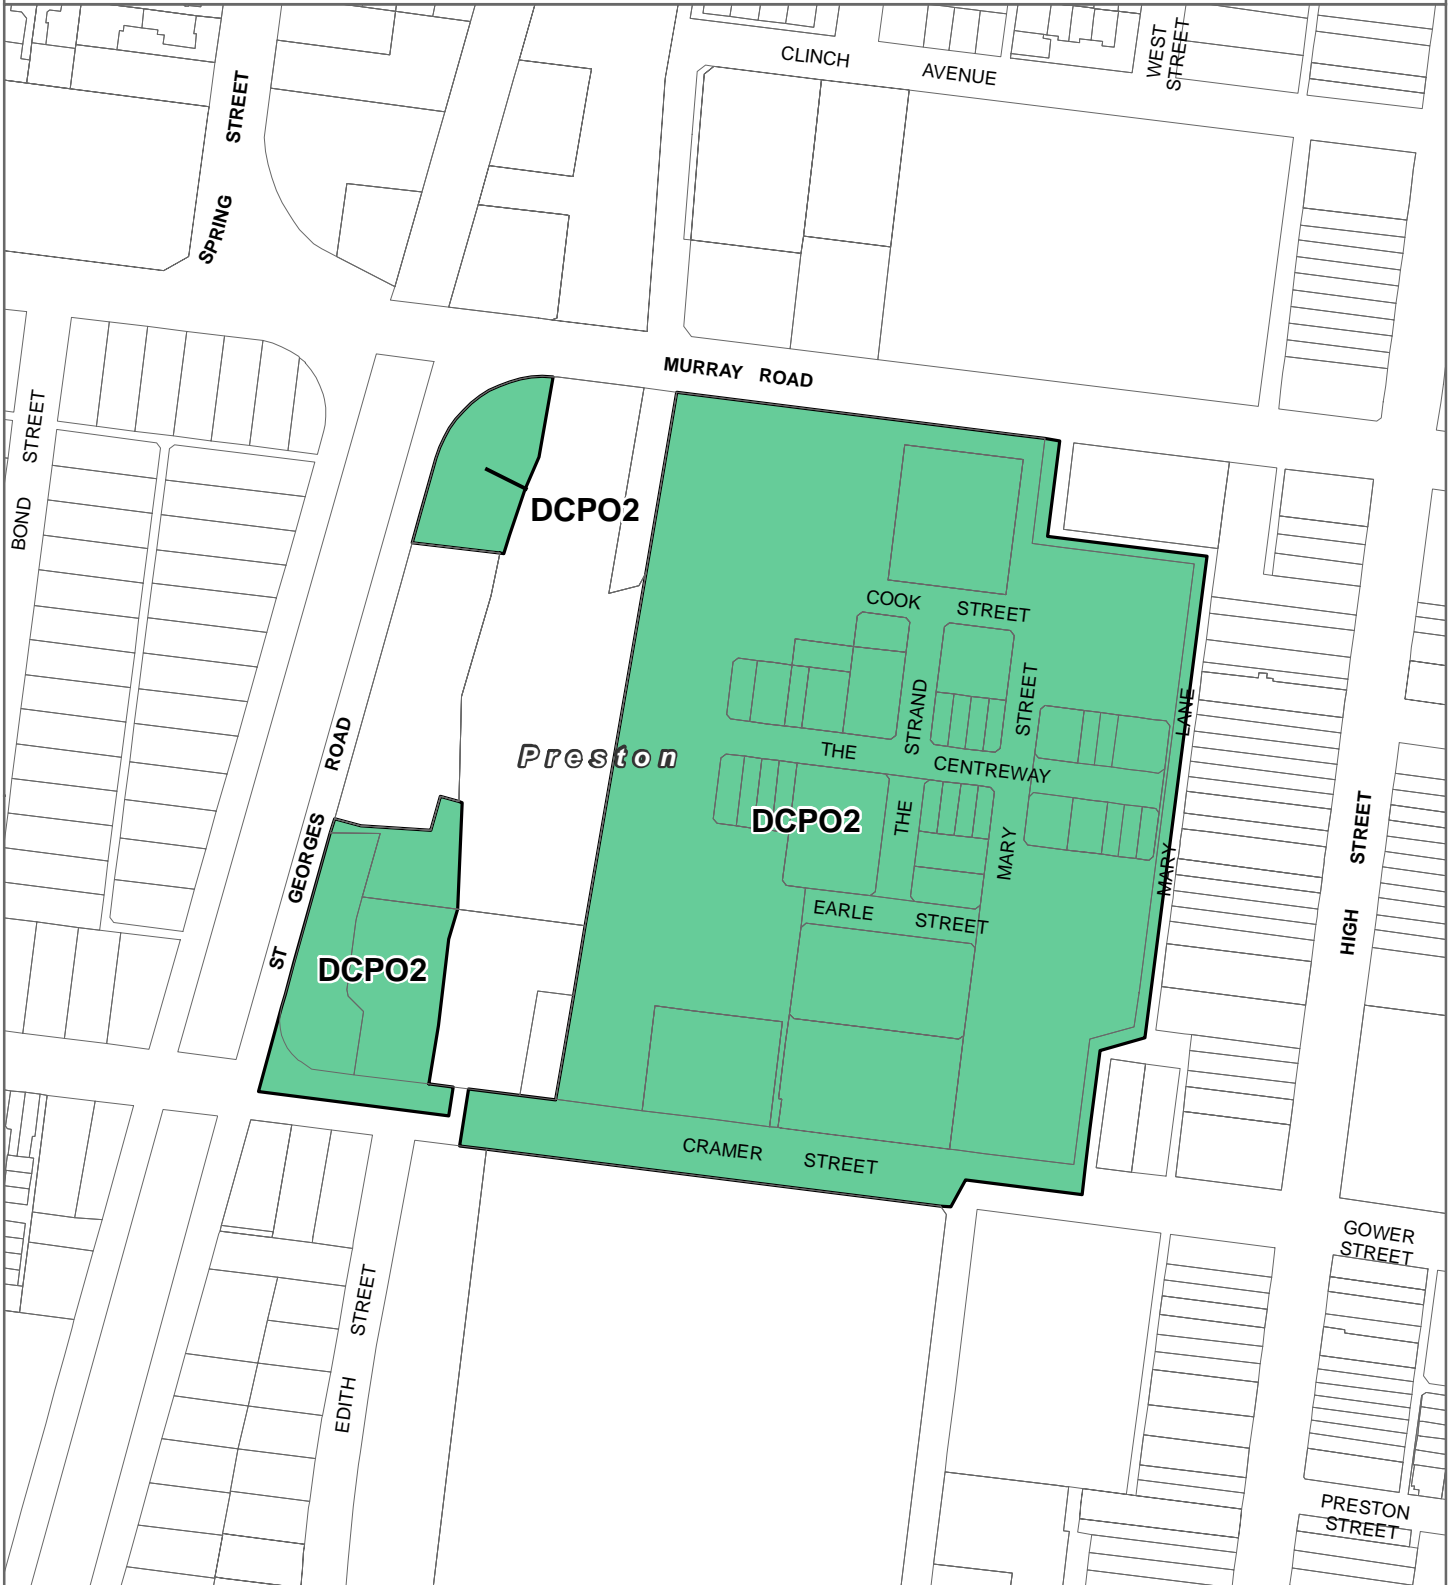 CLINCH
AVENUE
WEST
STREET
SPRING
STREET
MURRAY ROAD
BOND
STREET
DCPO2
COOK
STREET
THE
STRAND
MARY
STREET
THE
CENTREWAY
MARY
LANE
Preston
DCPO2
EARLE
STREET
ST
GEORGES
ROAD
DCPO2
HIGH
STREET
CRAMER
STREET
EDITH
STREET
GOWER
STREET
PRESTON
STREET